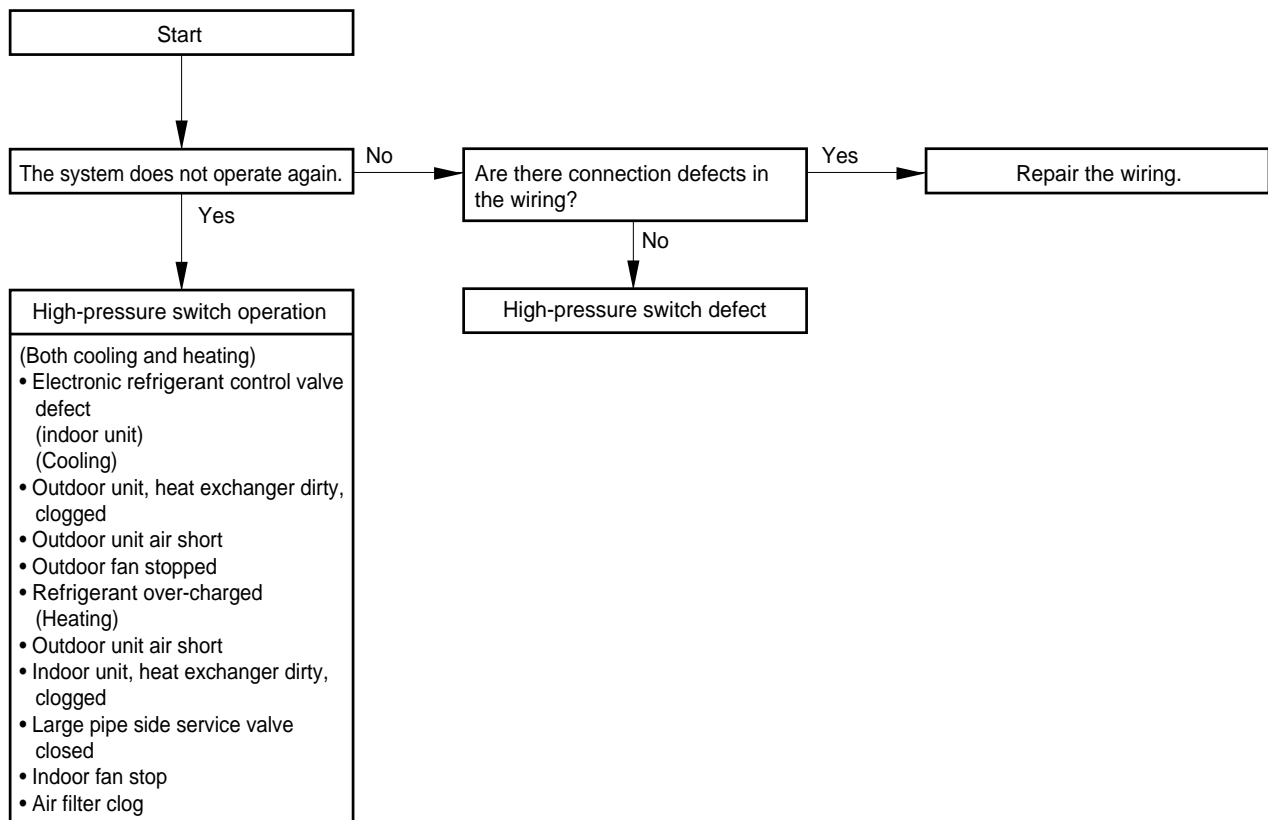 Start
The system does not operate again.
No
Are there connection defects in
the wiring?
Yes
Repair the wiring.
Yes
No
High-pressure switch operation
High-pressure switch defect
(Both cooling and heating)
• Electronic refrigerant control valve
defect
(indoor unit)
(Cooling)
• Outdoor unit, heat exchanger dirty,
clogged
• Outdoor unit air short
• Outdoor fan stopped
• Refrigerant over-charged
(Heating)
• Outdoor unit air short
• Indoor unit, heat exchanger dirty,
clogged
• Large pipe side service valve
closed
• Indoor fan stop
• Air filter clog